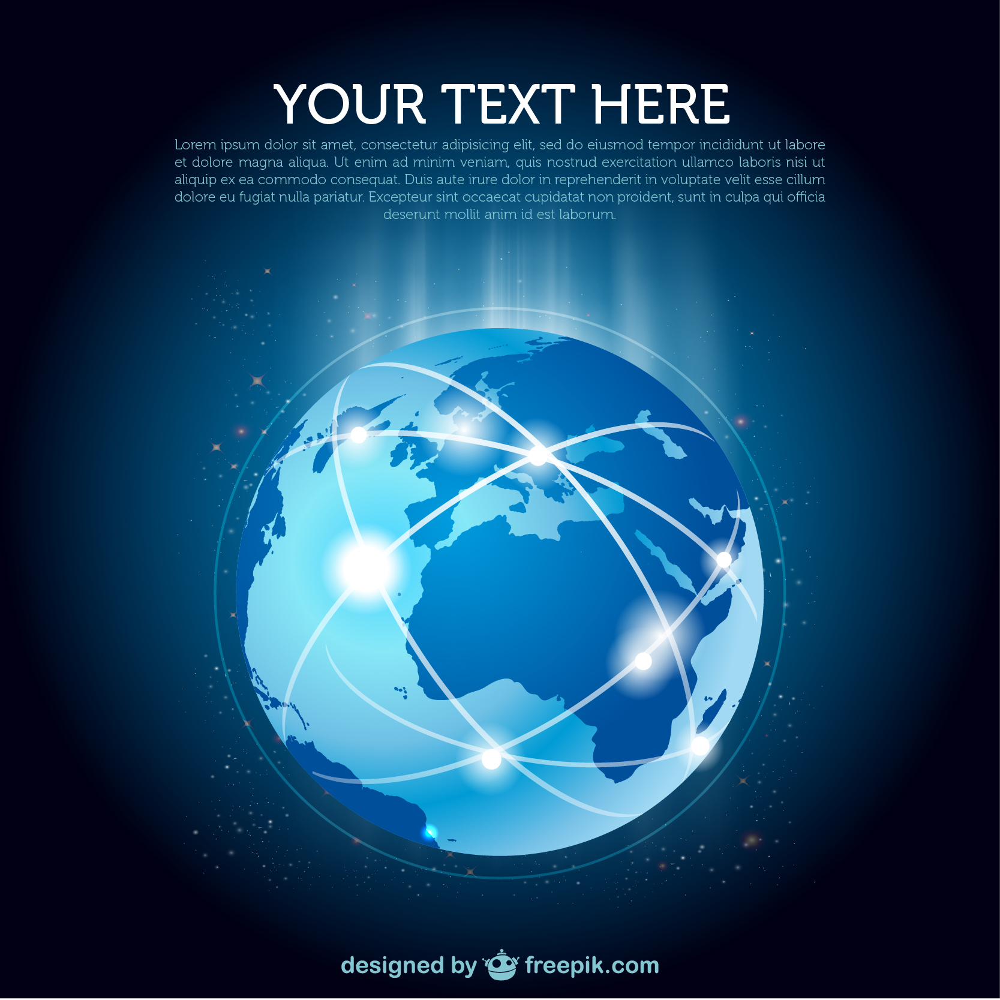 YOUR TEXT HERE
Lorem ipsum dolor sit amet, consectetur adipisicing elit, sed do eiusmod tempor incididunt ut labore
et dolore magna aliqua. Ut enim ad minim veniam, quis nostrud exercitation ullamco laboris nisi ut
aliquip ex ea commodo consequat. Duis aute irure dolor in reprehenderit in voluptate velit esse cillum
dolore eu fugiat nulla pariatur. Excepteur sint occaecat cupidatat non proident, sunt in culpa qui officia
deserunt mollit anim id est laborum.
designed by freepik.com